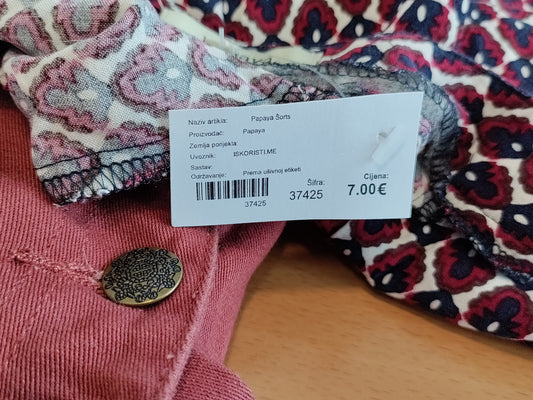 Naziv artikla: Papaya Šorts
Proizvođač: Papaya
Zemlja porijekla:
Uvoznik: ISKORISTI.ME
Sastav:
Održavanje: Prema ušivnoj etiketi
Šifra: Cijena:
37425 7.00€
37425